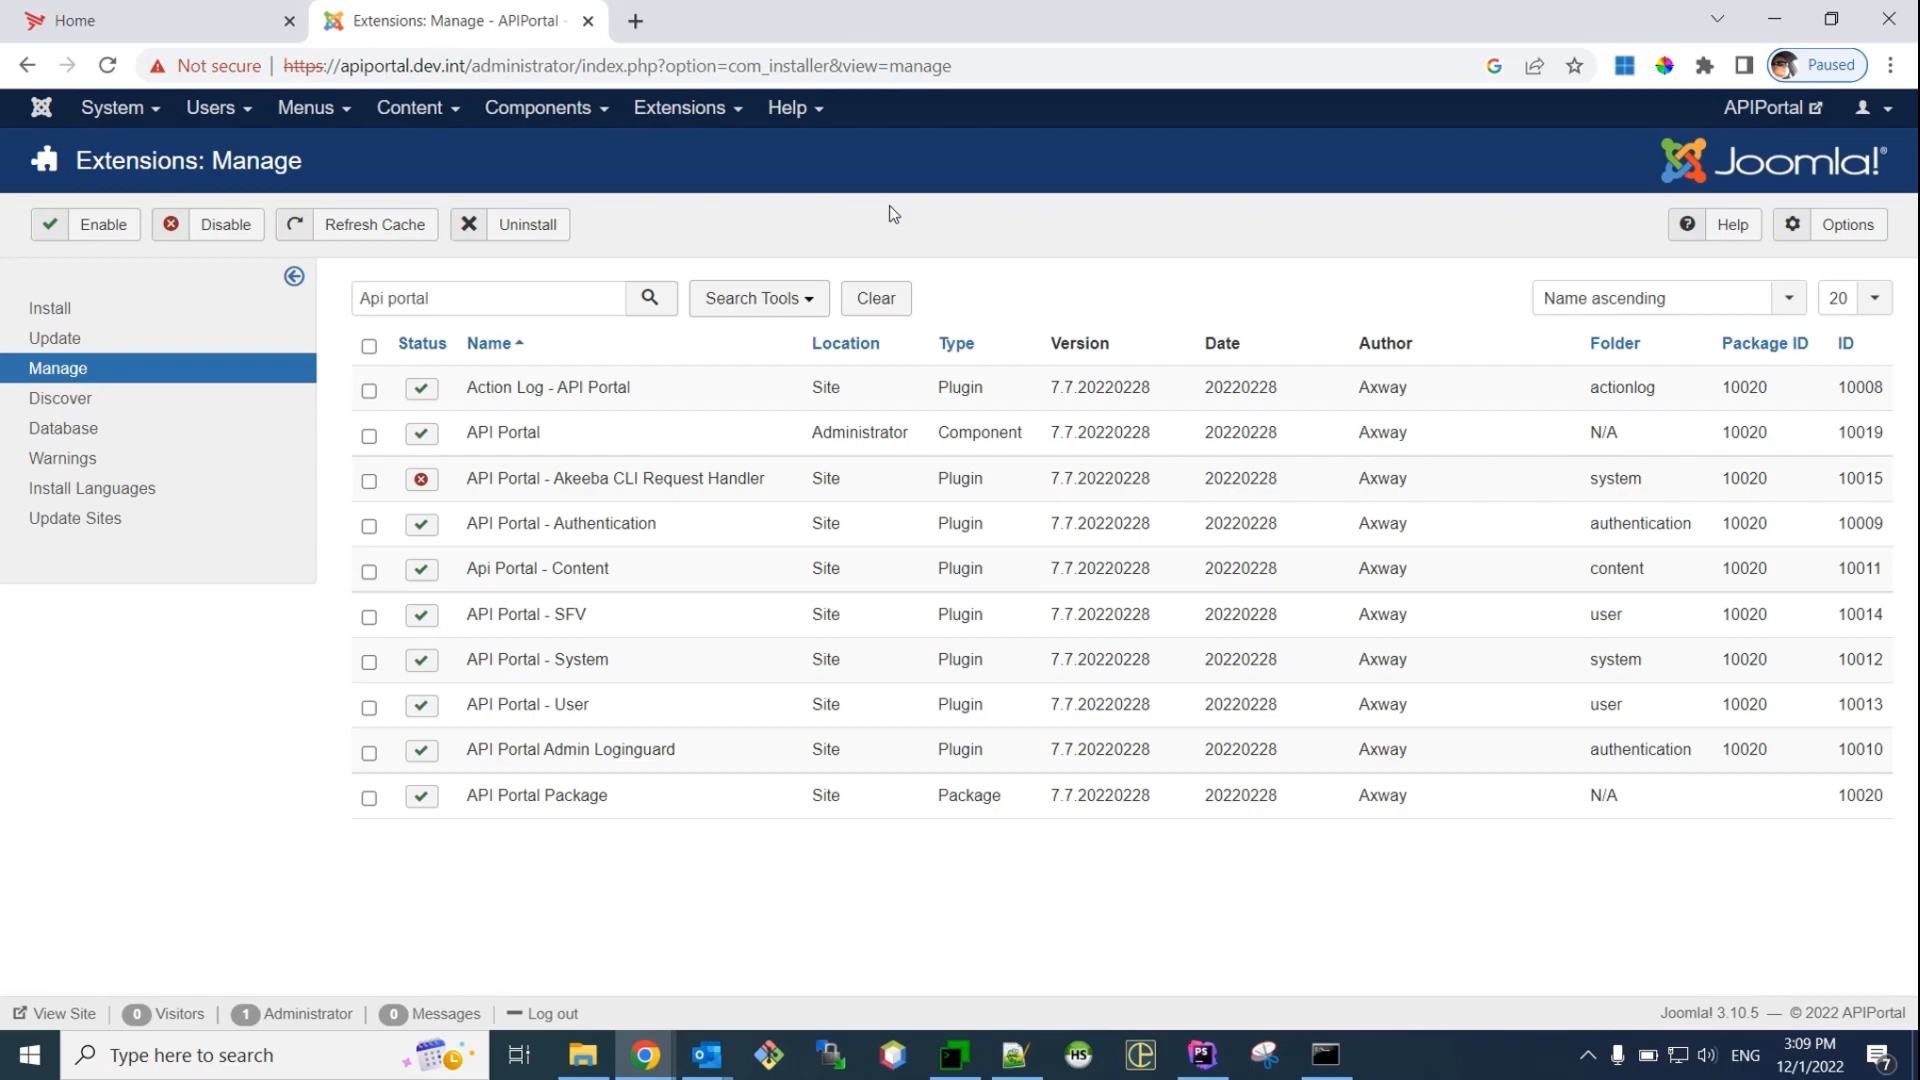 Home
Extensions: Manage - APIPortal -
Not secure
https://apiportal.dev.int/administrator/index.php?option=com_installer&view=manage
Paused
System Users Menus Content Components Extensions Help
APIPortal
Extensions: Manage
Joomla!®
Enable Disable Refresh Cache Uninstall Help Options
Install
Update
Manage
Discover
Database
Warnings
Install Languages
Update Sites
Api portal Search Tools Clear Name ascending 20
Status Name Location Type Version Date Author Folder Package ID ID
Action Log - API Portal Site Plugin 7.7.20220228 20220228 Axway actionlog 10020 10008
API Portal Administrator Component 7.7.20220228 20220228 Axway N/A 10020 10019
API Portal - Akeeba CLI Request Handler Site Plugin 7.7.20220228 20220228 Axway system 10020 10015
API Portal - Authentication Site Plugin 7.7.20220228 20220228 Axway authentication 10020 10009
Api Portal - Content Site Plugin 7.7.20220228 20220228 Axway content 10020 10011
API Portal - SFV Site Plugin 7.7.20220228 20220228 Axway user 10020 10014
API Portal - System Site Plugin 7.7.20220228 20220228 Axway system 10020 10012
API Portal - User Site Plugin 7.7.20220228 20220228 Axway user 10020 10013
API Portal Admin Loginguard Site Plugin 7.7.20220228 20220228 Axway authentication 10020 10010
API Portal Package Site Package 7.7.20220228 20220228 Axway N/A 10020
View Site 0 Visitors 1 Administrator 0 Messages Log out
Joomla! 3.10.5 — © 2022 APIPortal
Type here to search
HS
PS
ENG
3:09 PM
12/1/2022
7